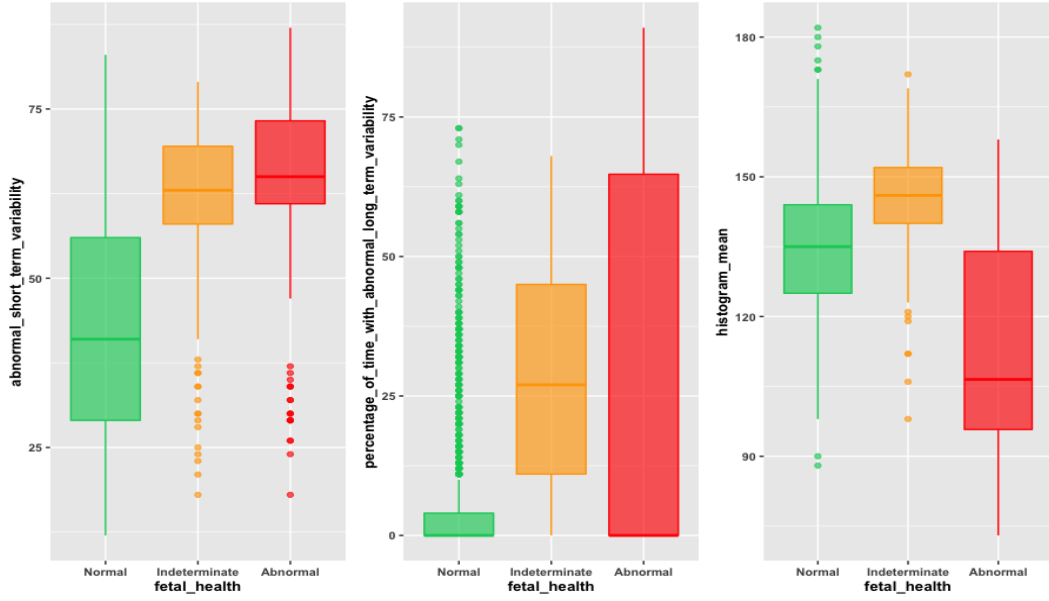 abnormal_short_term_variability
75
50
25
Normal Indeterminate Abnormal
fetal_health
percentage_of_time_with_abnormal_long_term_variability
75
50
25
0
Normal Indeterminate Abnormal
fetal_health
histogram_mean
180
150
120
90
Normal Indeterminate Abnormal
fetal_health